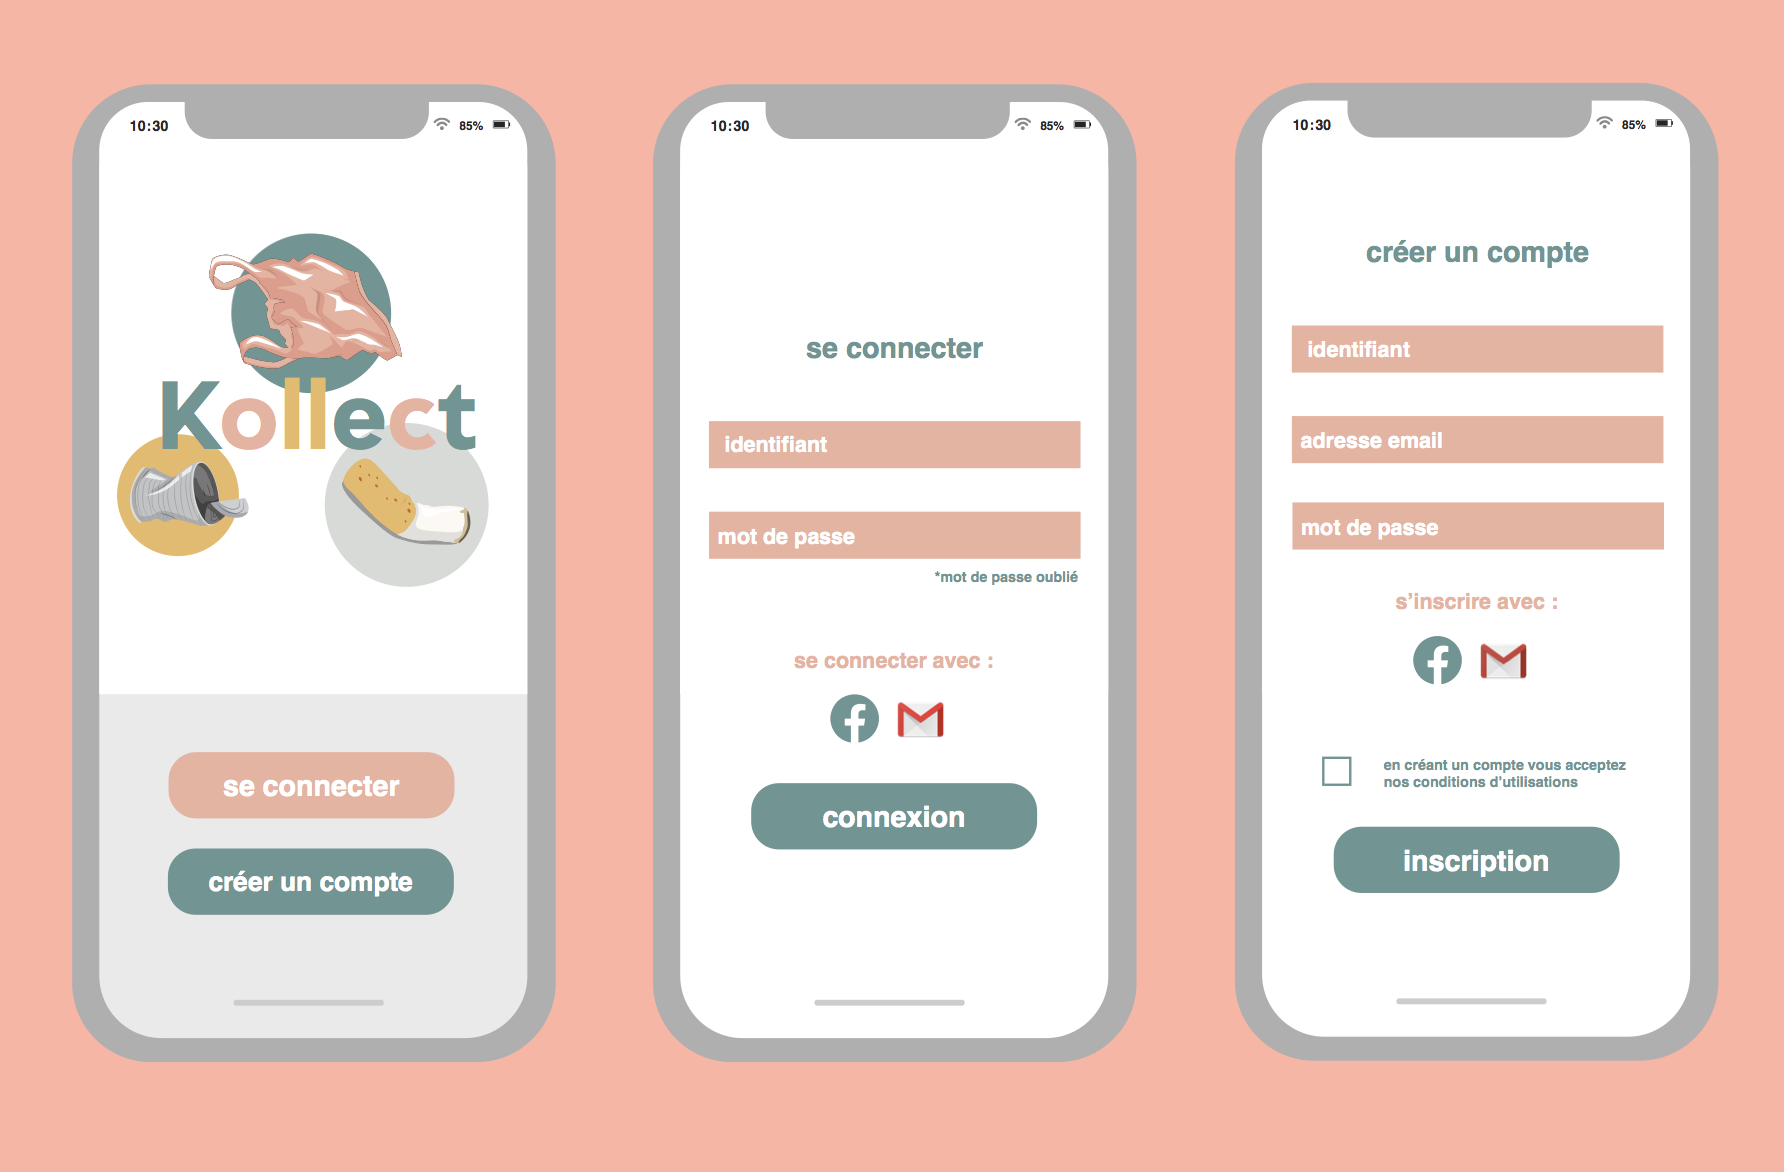 10:30
85%
Kollect
se connecter
créer un compte
10:30
85%
se connecter
identifiant
mot de passe
*mot de passe oublié
se connecter avec :
connexion
10:30
85%
créer un compte
identifiant
adresse email
mot de passe
s'inscrire avec :
en créant un compte vous acceptez
nos conditions d'utilisations
inscription